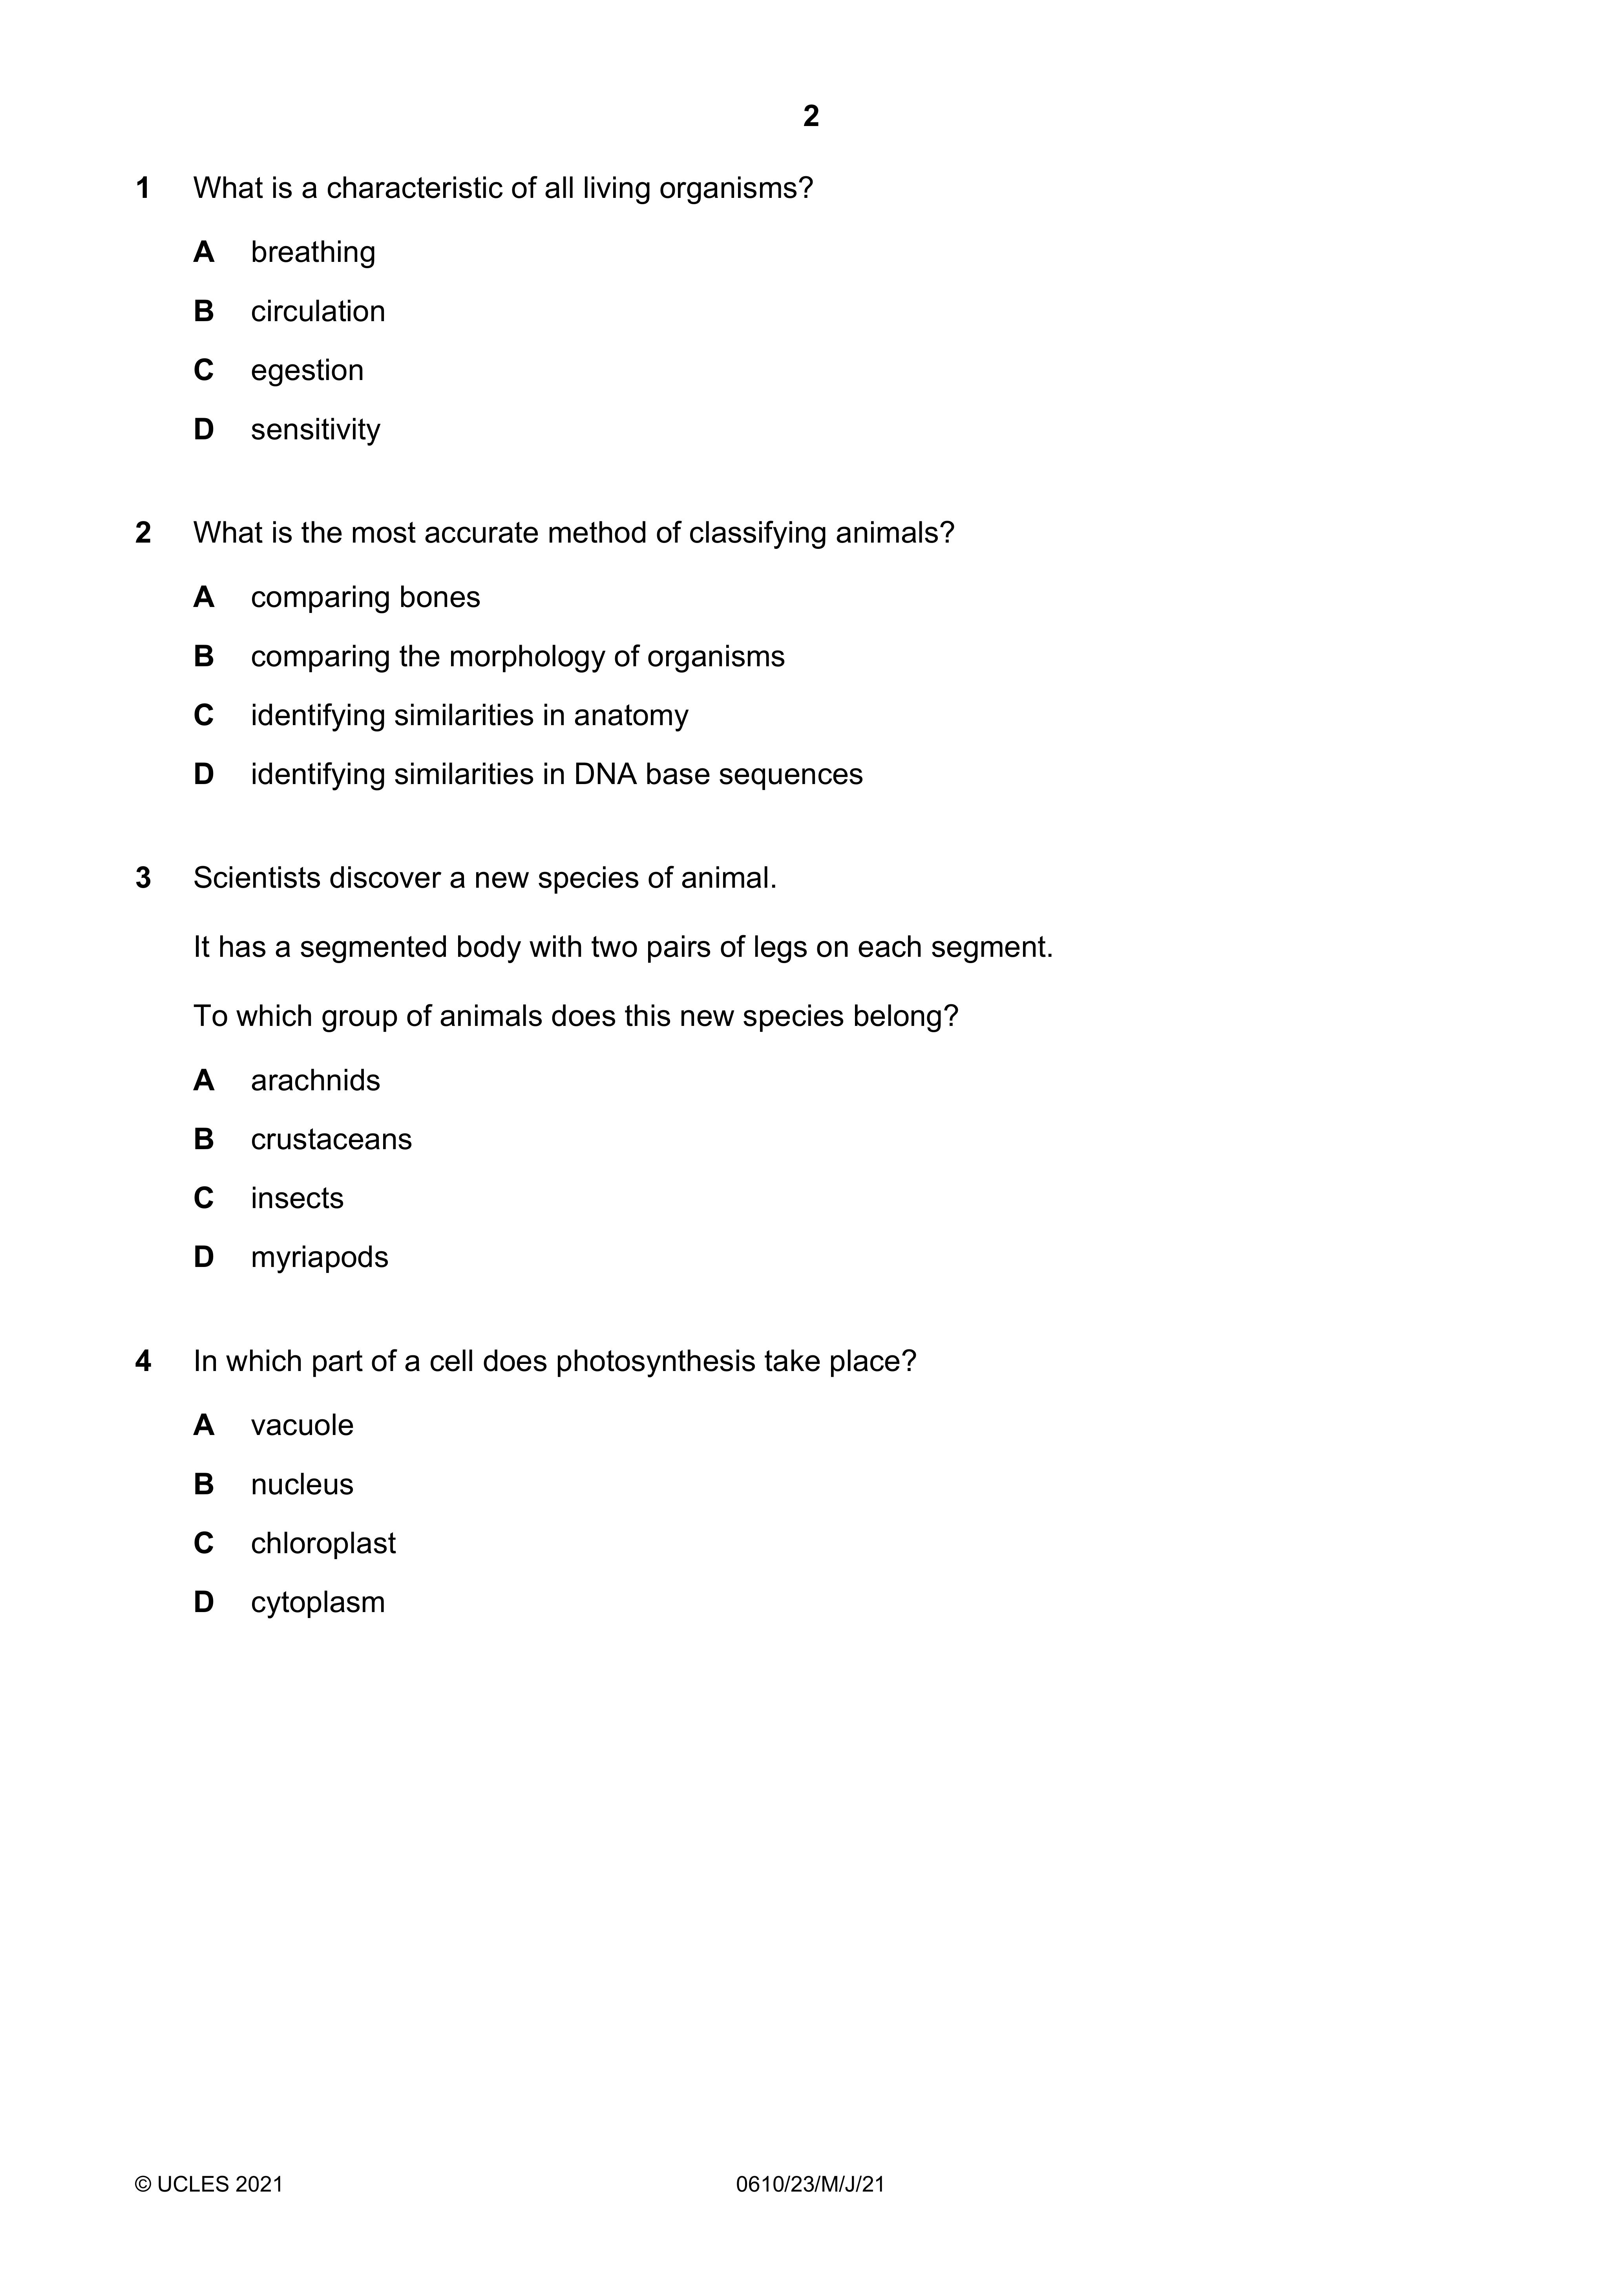 2
1 What is a characteristic of all living organisms?
A breathing
B circulation
C egestion
D sensitivity
2 What is the most accurate method of classifying animals?
A comparing bones
B comparing the morphology of organisms
C identifying similarities in anatomy
D identifying similarities in DNA base sequences
3 Scientists discover a new species of animal.
It has a segmented body with two pairs of legs on each segment.
To which group of animals does this new species belong?
A arachnids
B crustaceans
C insects
D myriapods
4 In which part of a cell does photosynthesis take place?
A vacuole
B nucleus
C chloroplast
D cytoplasm
© UCLES 2021 0610/23/M/J/21